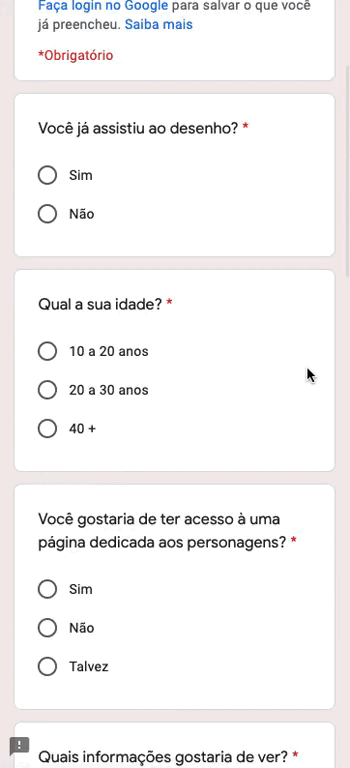 Faça login no Google para salvar o que você
já preencheu. Saiba mais
*Obrigatório
Você já assistiu ao desenho? *
Sim
Não
Qual a sua idade? *
10 a 20 anos
20 a 30 anos
40 +
Você gostaria de ter acesso à uma
página dedicada aos personagens? *
Sim
Não
Talvez
Quais informações gostaria de ver? *